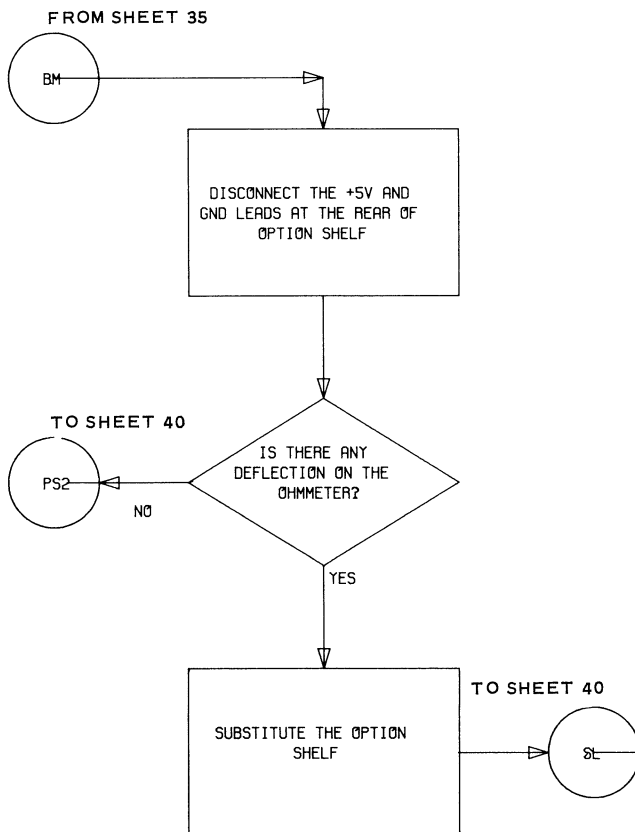 FROM SHEET 35
BM
DISCONNECT THE +5V AND
GND LEADS AT THE REAR OF
OPTION SHELF
TO SHEET 40
IS THERE ANY
DEFLECTION ON THE
OHMMETER?
PS2
NO
YES
TO SHEET 40
SUBSTITUTE THE OPTION
SHELF
SL